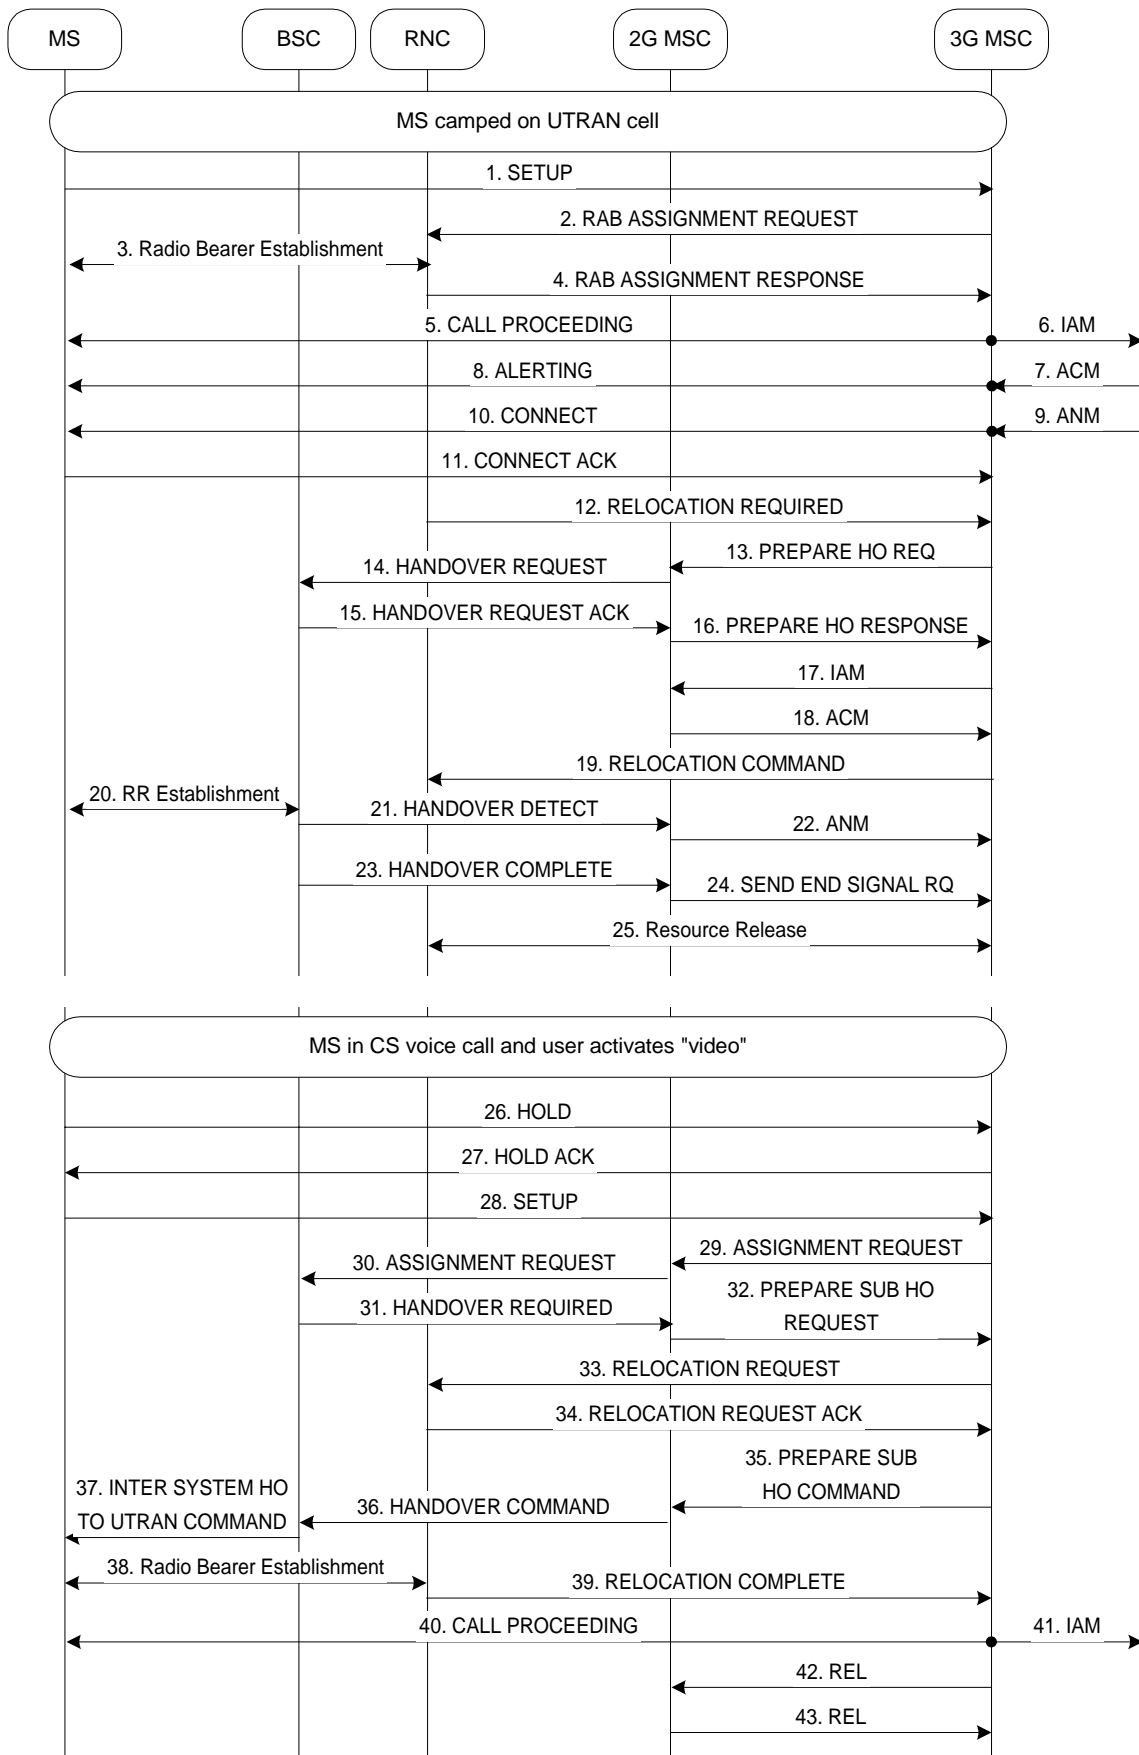 MS
BSC
RNC
2G MSC
3G MSC
MS camped on UTRAN cell
1. SETUP
2. RAB ASSIGNMENT REQUEST
3. Radio Bearer Establishment
4. RAB ASSIGNMENT RESPONSE
5. CALL PROCEEDING
6. IAM
8. ALERTING
7. ACM
10. CONNECT
9. ANM
11. CONNECT ACK
12. RELOCATION REQUIRED
13. PREPARE HO REQ
14. HANDOVER REQUEST
15. HANDOVER REQUEST ACK
16. PREPARE HO RESPONSE
17. IAM
18. ACM
19. RELOCATION COMMAND
20. RR Establishment
21. HANDOVER DETECT
22. ANM
23. HANDOVER COMPLETE
24. SEND END SIGNAL RQ
25. Resource Release
MS in CS voice call and user activates "video"
26. HOLD
27. HOLD ACK
28. SETUP
29. ASSIGNMENT REQUEST
30. ASSIGNMENT REQUEST
31. HANDOVER REQUIRED
32. PREPARE SUB HO
REQUEST
33. RELOCATION REQUEST
34. RELOCATION REQUEST ACK
35. PREPARE SUB
HO COMMAND
36. HANDOVER COMMAND
37. INTER SYSTEM HO
TO UTRAN COMMAND
38. Radio Bearer Establishment
39. RELOCATION COMPLETE
40. CALL PROCEEDING
41. IAM
42. REL
43. REL